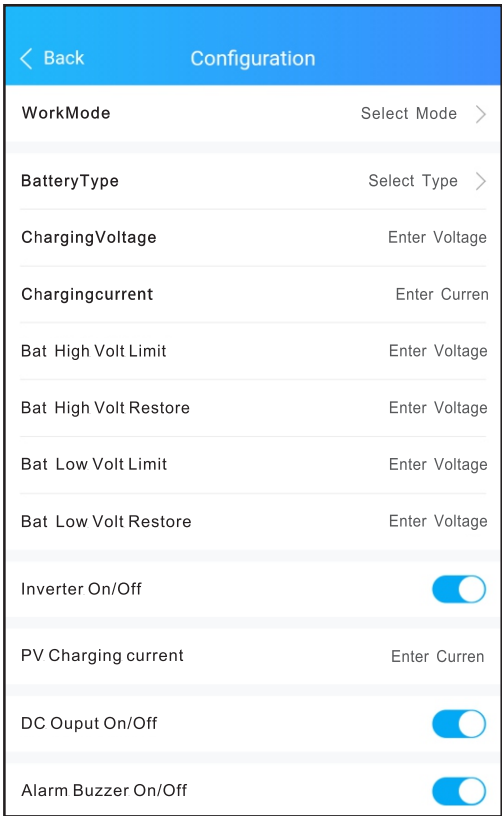 Back Configuration
WorkMode Select Mode
BatteryType Select Type
ChargingVoltage Enter Voltage
Chargingcurrent Enter Curren
Bat High Volt Limit Enter Voltage
Bat High Volt Restore Enter Voltage
Bat Low Volt Limit Enter Voltage
Bat Low Volt Restore Enter Voltage
Inverter On/Off
PV Charging current Enter Curren
DC Ouput On/Off
Alarm Buzzer On/Off